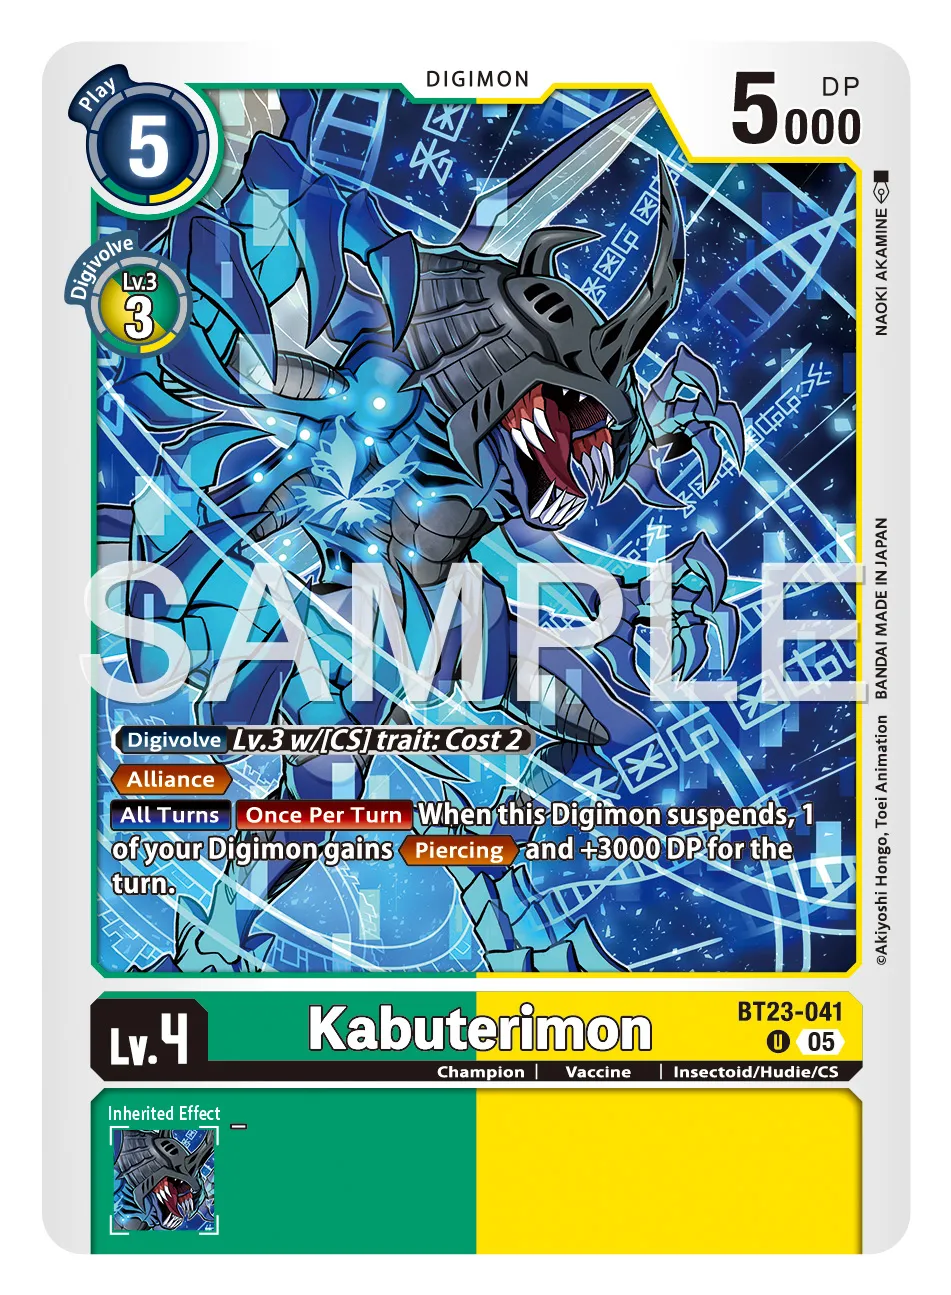 DIGIMON
Play
5
DP
5000
Digivolve
Lv.3
3
NAOKI AKAMINE
BANDAI MADE IN JAPAN
©Akiyoshi Hongo, Toei Animation
SAMPLE
Digivolve Lv.3 w/[CS] trait: Cost 2
Alliance
All Turns Once Per Turn When this Digimon suspends, 1
of your Digimon gains Piercing and +3000 DP for the
turn.
Lv.4
Kabuterimon
BT23-041
U 05
Champion | Vaccine | Insectoid/Hudie/CS
Inherited Effect
–